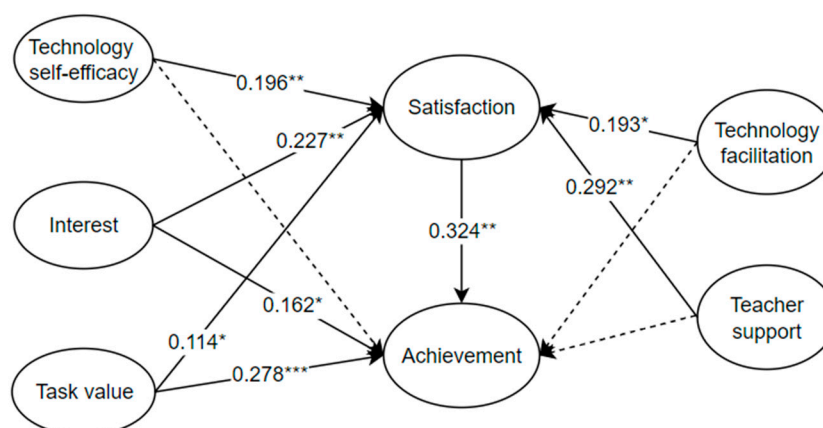 Technology
self-efficacy
0.196**
Satisfaction
0.193*
Technology
facilitation
0.227**
0.292**
Interest
0.324**
0.162*
Teacher
support
0.114*
Achievement
0.278***
Task value